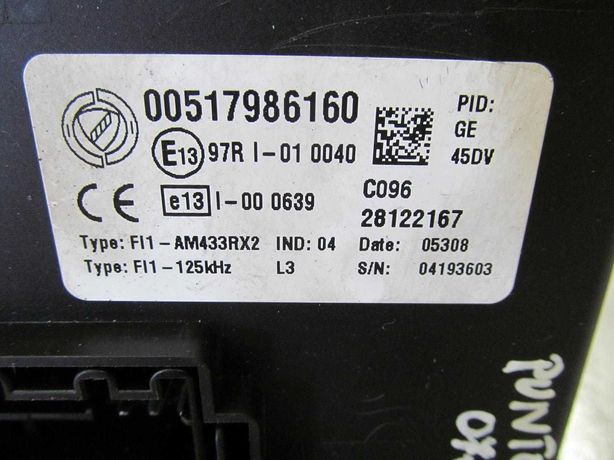 00517986160
PID:
GE
45DV
E13 97R I-01 0040
CE e13 I-00 0639
C096
28122167
Type: FI1-AM433RX2 IND: 04 Date: 05308
Type: FI1-125kHz L3 S/N: 04193603